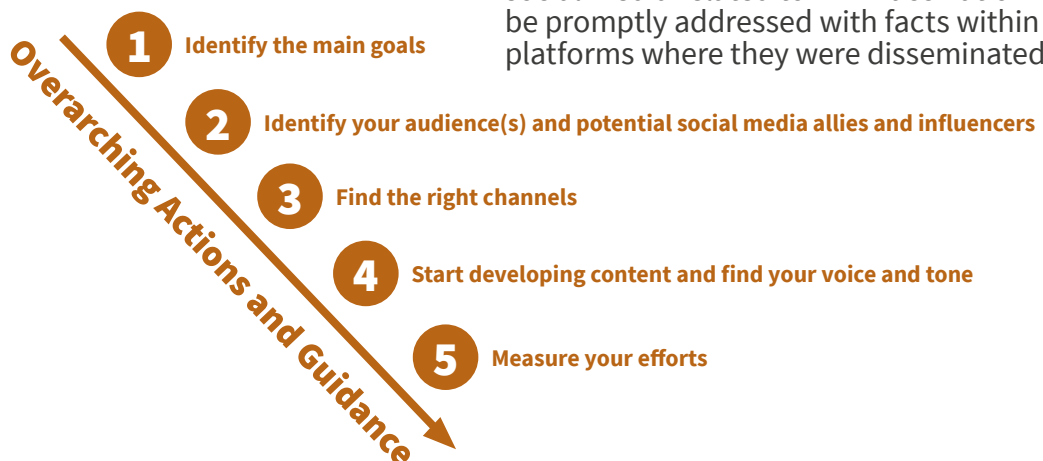 be promptly addressed with facts within
platforms where they were disseminated
1 Identify the main goals
2 Identify your audience(s) and potential social media allies and influencers
3 Find the right channels
4 Start developing content and find your voice and tone
5 Measure your efforts
Overarching Actions and Guidance